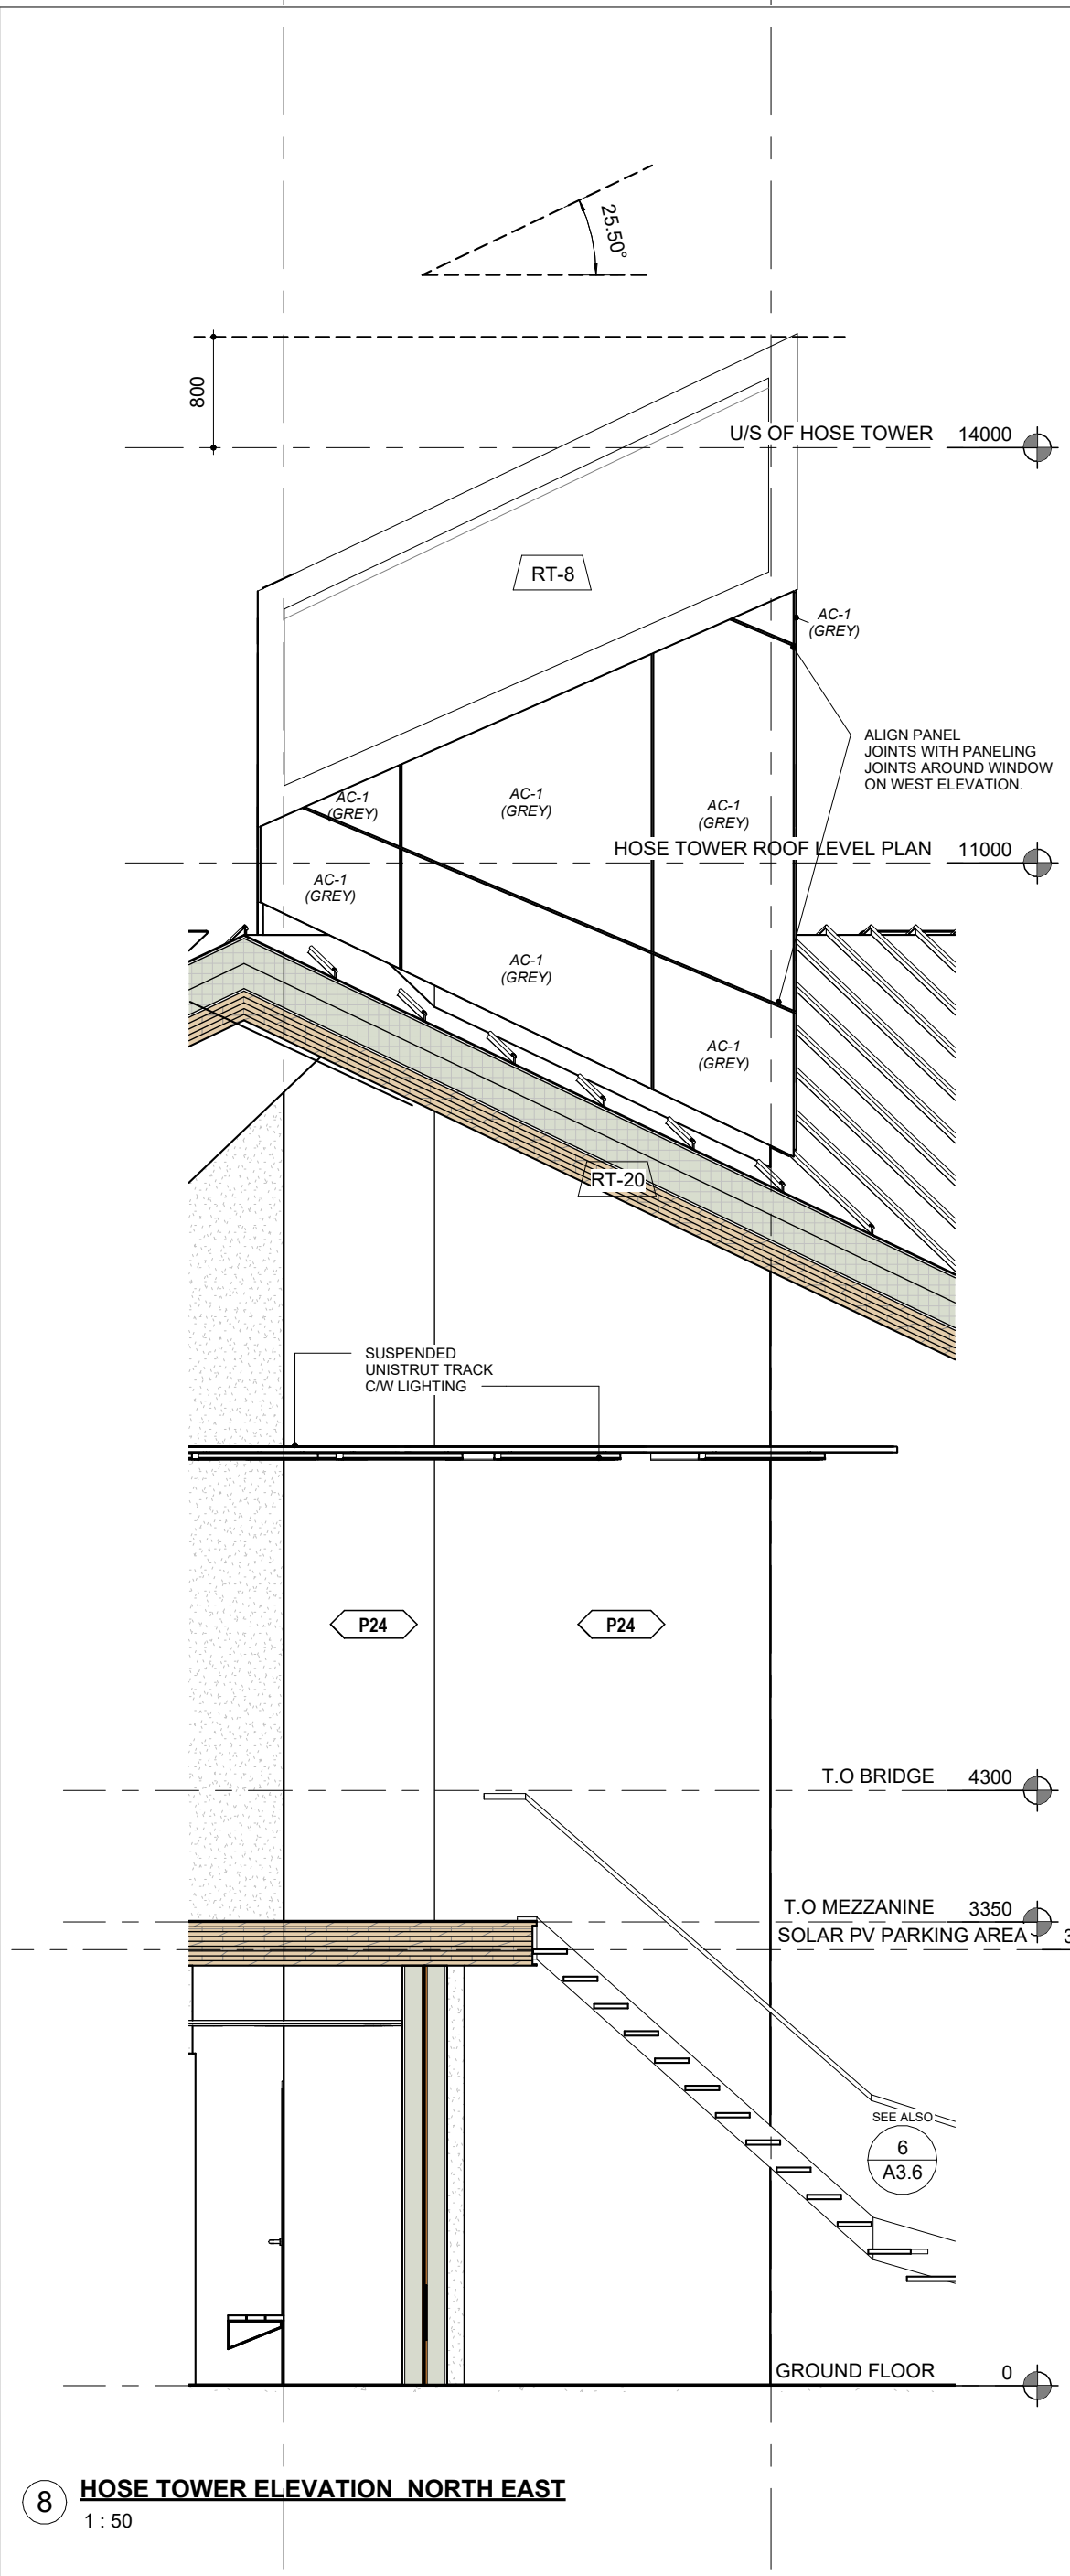 25.50°
800
U/S OF HOSE TOWER 14000
RT-8
AC-1
(GREY)
ALIGN PANEL
JOINTS WITH PANELING
JOINTS AROUND WINDOW
ON WEST ELEVATION.
AC-1
(GREY)
AC-1
(GREY)
AC-1
(GREY)
HOSE TOWER ROOF LEVEL PLAN 11000
AC-1
(GREY)
AC-1
(GREY)
AC-1
(GREY)
RT-20
SUSPENDED
UNISTRUT TRACK
C/W LIGHTING
P24
P24
T.O BRIDGE 4300
T.O MEZZANINE 3350
SOLAR PV PARKING AREA 3
SEE ALSO
6
A3.6
GROUND FLOOR 0
8 HOSE TOWER ELEVATION NORTH EAST
1 : 50